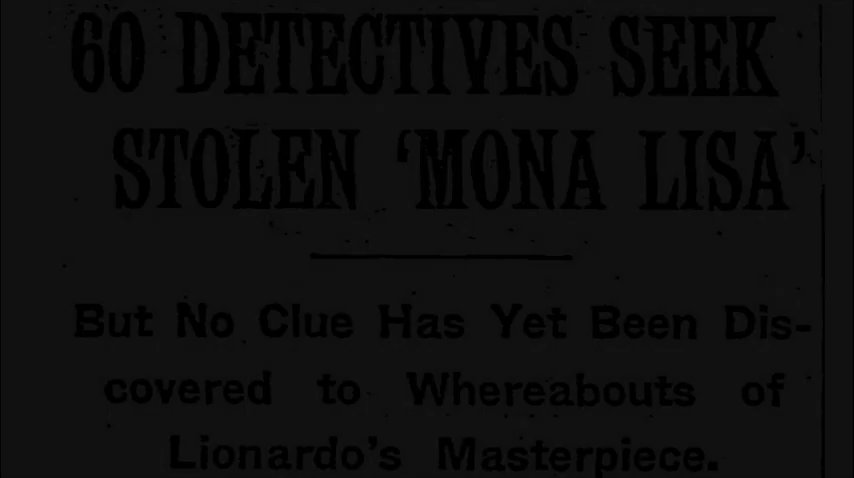 60 DETECTIVES SEEK
STOLEN ‘MONA LISA’
But No Clue Has Yet Been Dis-
covered to Whereabouts of
Lionardo’s Masterpiece.